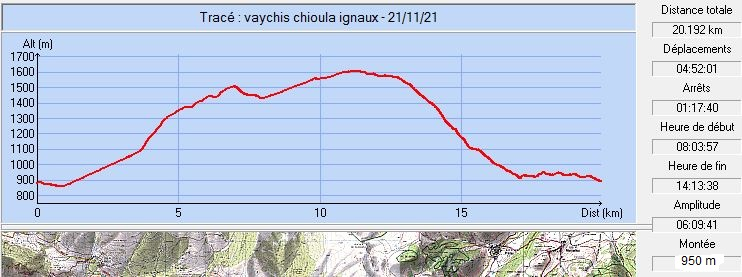 Tracé : vaychis chioula ignaux - 21/11/21
Alt (m)
1700
1600
1500
1400
1300
1200
1100
1000
900
800
0
5
10
15
Dist (km)
Distance totale
20.192 km
Déplacements
04:52:01
Arrêts
01:17:40
Heure de début
08:03:57
Heure de fin
14:13:38
Amplitude
06:09:41
Montée
950 m